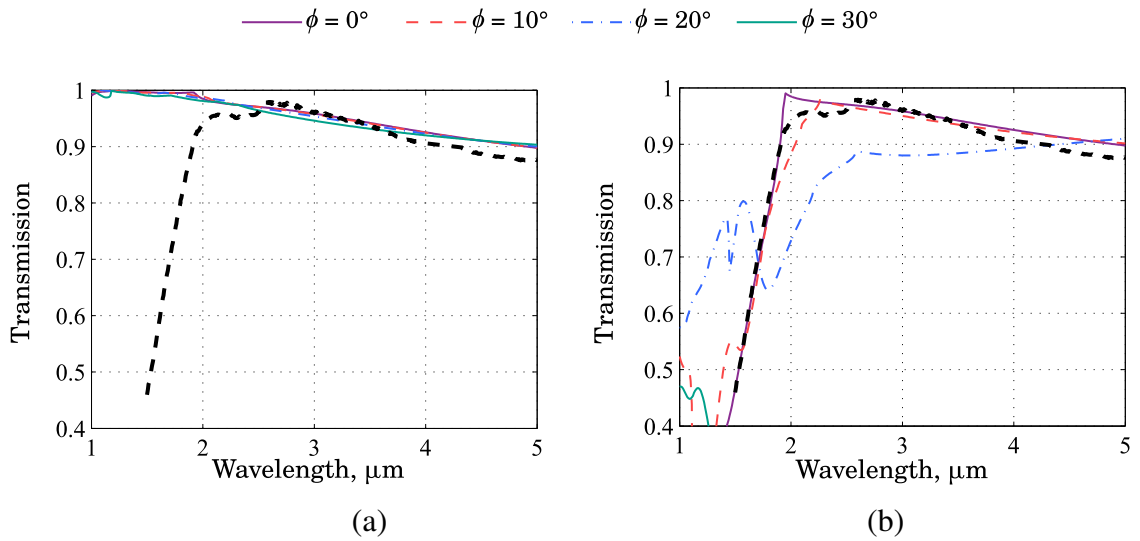 ϕ = 0° ϕ = 10° ϕ = 20° ϕ = 30°
Transmission
1
0.9
0.8
0.7
0.6
0.5
0.4
1 2 3 4 5
Wavelength, μm
(a)
Transmission
1
0.9
0.8
0.7
0.6
0.5
0.4
1 2 3 4 5
Wavelength, μm
(b)